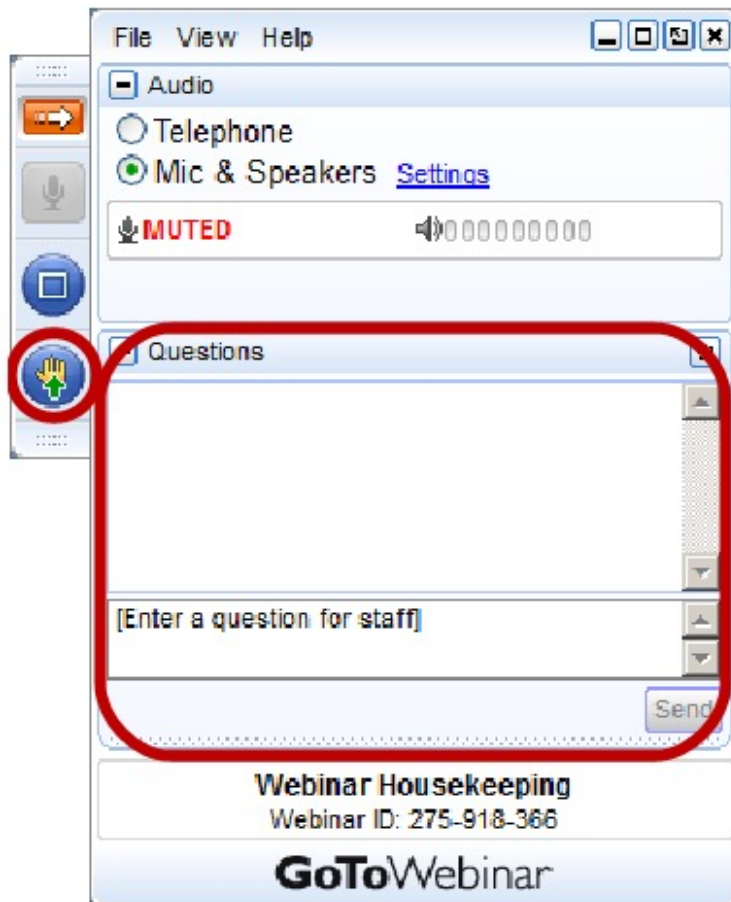 File View Help
Audio
Telephone
Mic & Speakers Settings
MUTED
Questions
[Enter a question for staff]
Send
Webinar Housekeeping
Webinar ID: 275-918-366
GoToWebinar